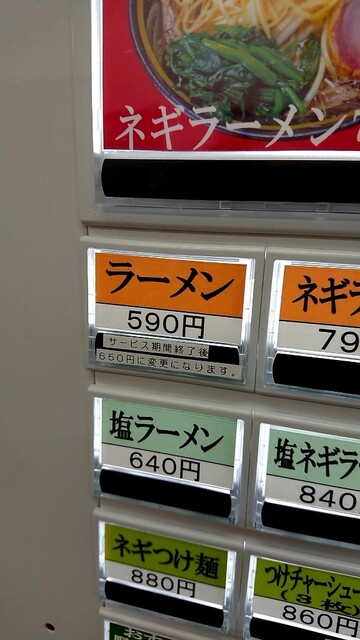 ネギラーメン
ラーメン
590円
サービス期間終了後
650円に変更になります。
ネギラ
79
塩ラーメン
640円
塩ネギラ
840
ネギつけ麺
880円
つけチャーシュー
(3枚)
860円